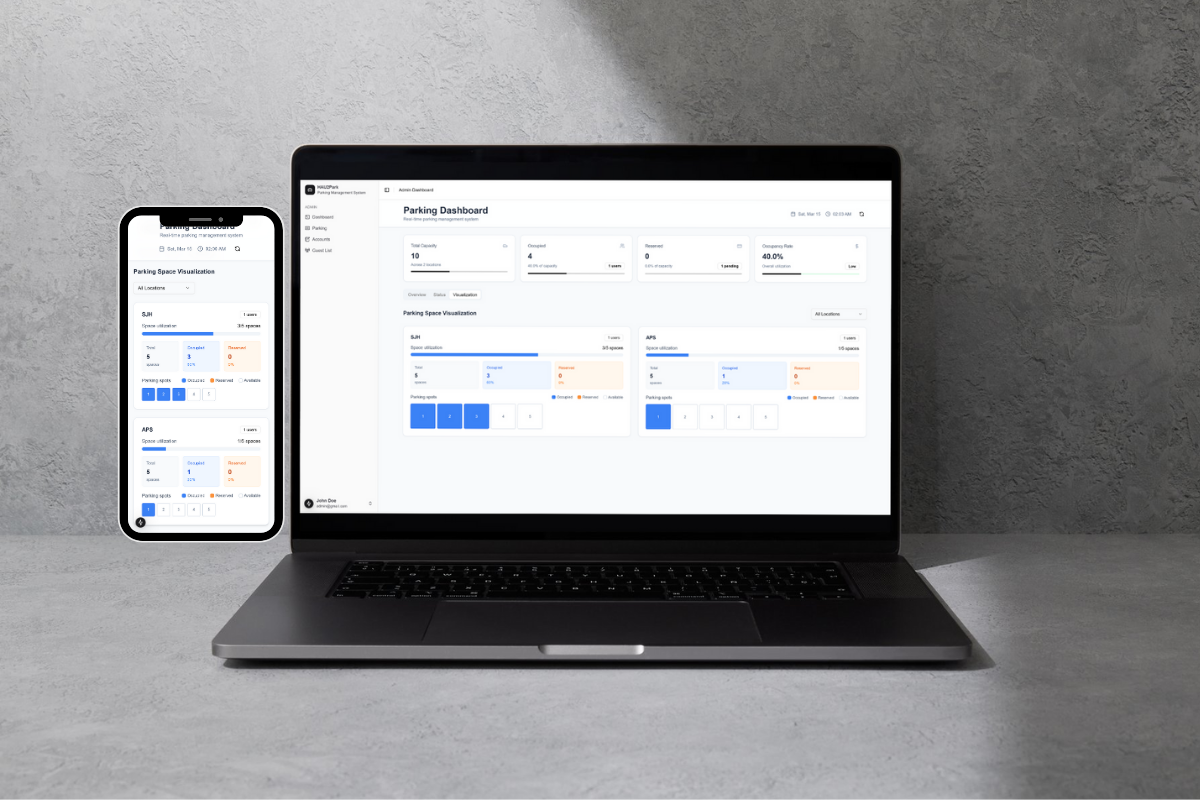 Parking Dashboard
Real-time parking management system
Sat, Mar 15 02:06 AM
Parking Space Visualization
All Locations
SJH
1 users
Space utilization 3/5 spaces
Total Occupied Reserved
5 3 0
spaces 60% 0%
Parking spots Occupied Reserved Available
1 2 3 4 5
APS
1 users
Space utilization 1/5 spaces
Total Occupied Reserved
5 1 0
spaces 20% 0%
Parking spots Occupied Reserved Available
1 2 3 4 5
HAU2Park
Parking Management System
ADMIN
Dashboard
Parking
Accounts
Guest List
John Doe
Admin Dashboard
Parking Dashboard
Real-time parking management system
Sat, Mar 15 02:05 AM
Total Capacity
10
Across 2 locations
Occupied
4
40.0% of capacity
1 users
Reserved
0
0.0% of capacity
1 pending
Occupancy Rate
40.0%
Overall utilization
Low
Overview Status Visualization
Parking Space Visualization
All Locations
SJH
1 users
Space utilization 3/5 spaces
Total Occupied Reserved
5 3 0
spaces 60% 0%
Parking spots Occupied Reserved Available
1 2 3 4 5
APS
1 users
Space utilization 1/5 spaces
Total Occupied Reserved
5 1 0
spaces 20% 0%
Parking spots Occupied Reserved Available
1 2 3 4 5